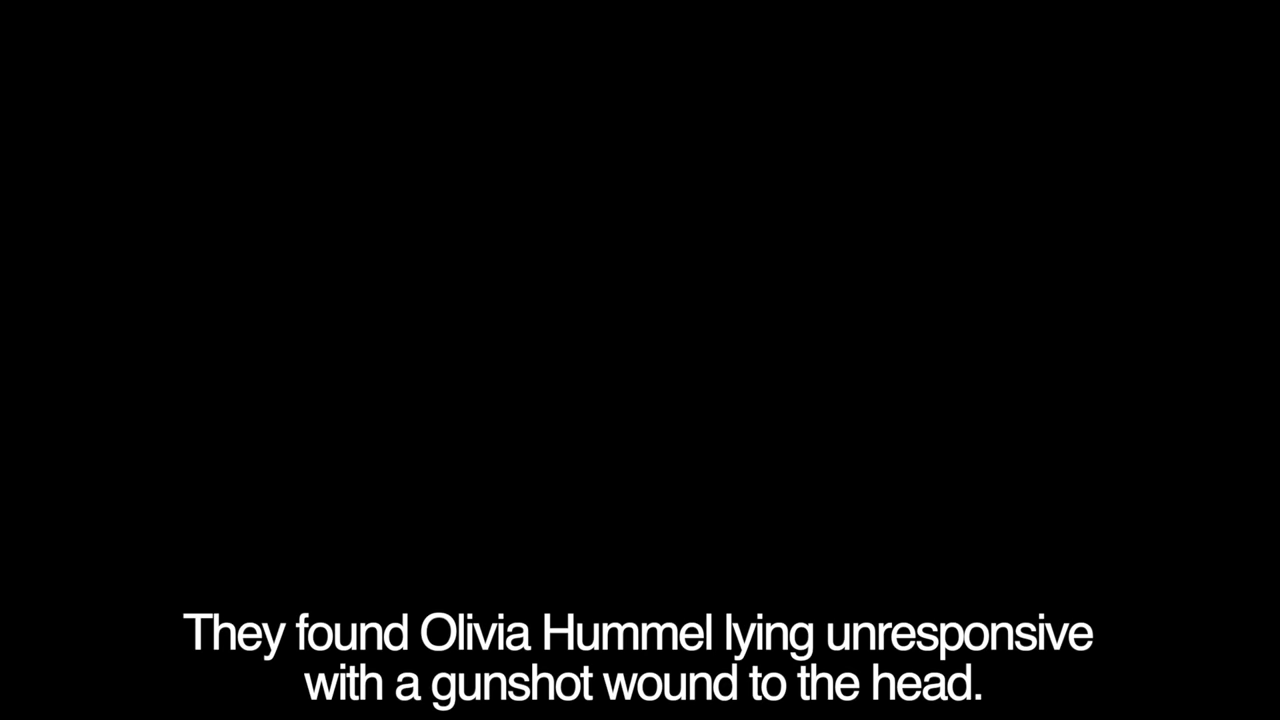 They found Olivia Hummel lying unresponsive
with a gunshot wound to the head.